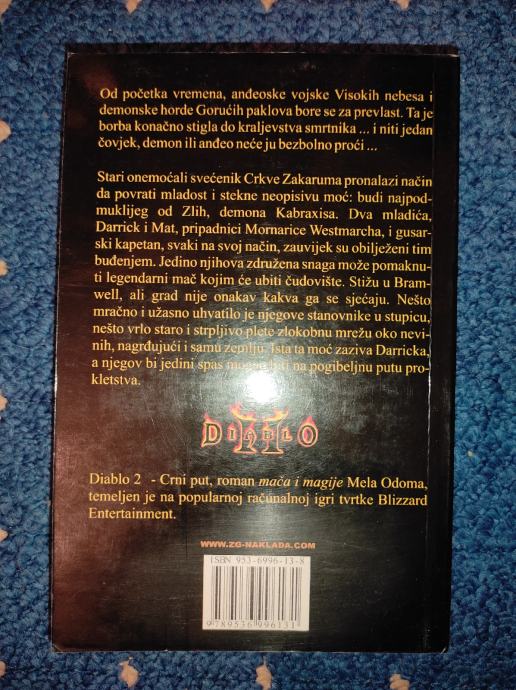 Od početka vremena, anđeoske vojske Visokih nebesa i
demonske horde Gorućih paklova bore se za prevlast. Ta je
borba konačno stigla do kraljevstva smrtnika ... i niti jedan
čovjek, demon ili anđeo neće ju bezbolno proći ...
Stari onemoćali svećenik Crkve Zakaruma pronalazi način
da povrati mladost i stekne neopisivu moć: budi najpod-
muklijeg od Zlih, demona Kabraxisa. Dva mladića,
Darrick i Mat, pripadnici Mornarice Westmarcha, i gusar-
ski kapetan, svaki na svoj način, zauvijek su obilježeni tim
buđenjem. Jedino njihova združena snaga može pomaknu-
ti legendarni mač kojim će ubiti čudovište. Stižu u Bram-
well, ali grad nije onakav kakva ga se sjećaju. Nešto
mračno i užasno uhvatilo je njegove stanovnike u stupicu,
nešto vrlo staro i strpljivo plete zlokobnu mrežu oko nevi-
nih, nagrđujući i samu zemlju. Ista ta moć zaziva Darricka,
a njegov bi jedini spas mogao biti na pogibeljnu putu pro-
kletstva.
DIABLO II
Diablo 2 - Crni put, roman mača i magije Mela Odoma,
temeljen je na popularnoj računalnoj igri tvrtke Blizzard
Entertainment.
WWW.ZG-NAKLADA.COM
ISBN 953-6996-13-8
9789536996131